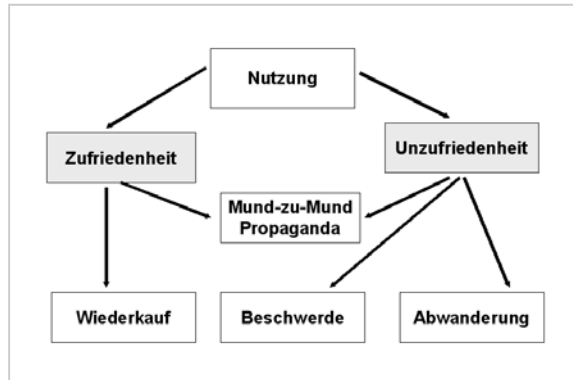 Nutzung
Zufriedenheit
Unzufriedenheit
Mund-zu-Mund
Propaganda
Wiederkauf
Beschwerde
Abwanderung